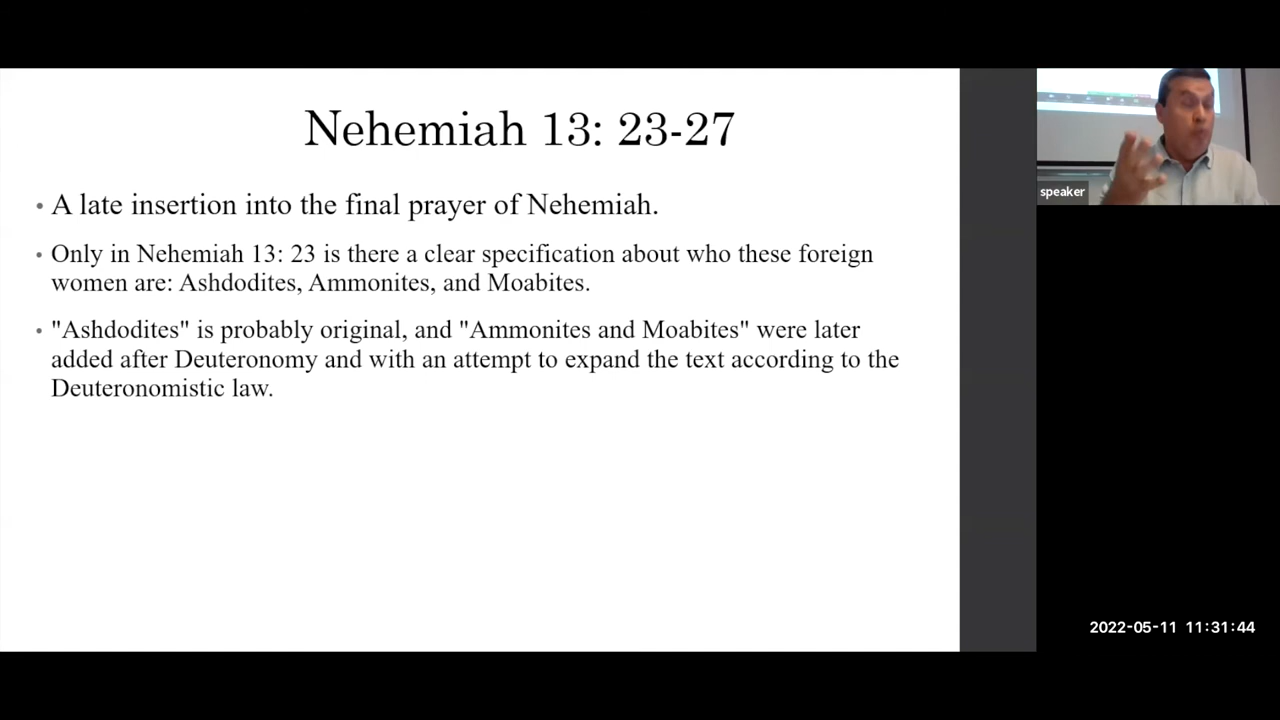 Nehemiah 13: 23-27
• A late insertion into the final prayer of Nehemiah.
• Only in Nehemiah 13: 23 is there a clear specification about who these foreign
women are: Ashdodites, Ammonites, and Moabites.
• "Ashdodites" is probably original, and "Ammonites and Moabites" were later
added after Deuteronomy and with an attempt to expand the text according to the
Deuteronomistic law.
speaker
2022-05-11 11:31:44